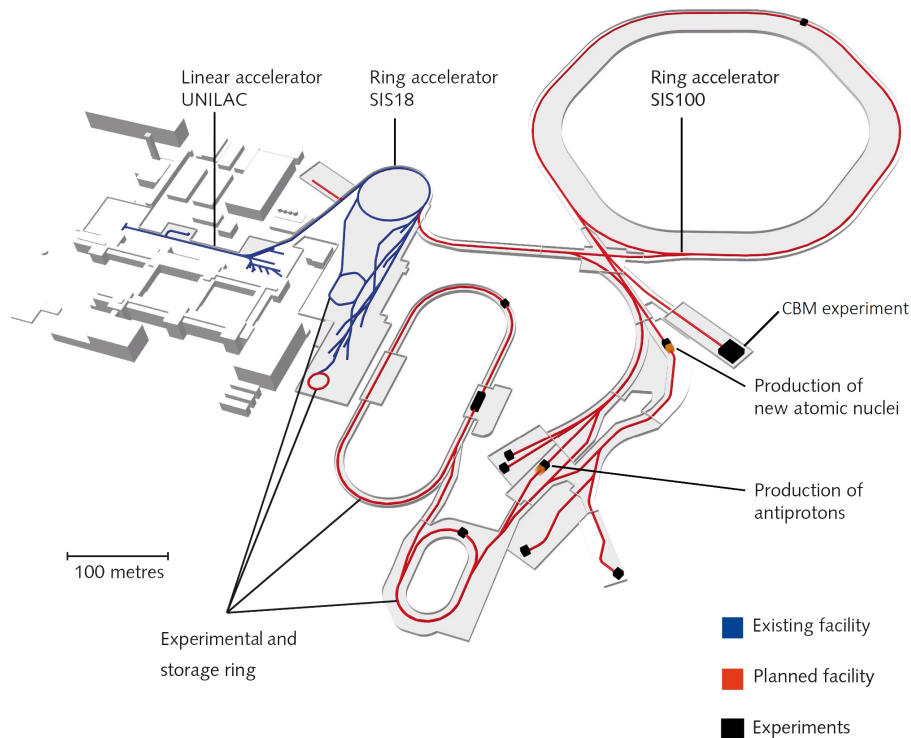 Linear accelerator
UNILAC
Ring accelerator
SIS18
Ring accelerator
SIS100
CBM experiment
Production of
new atomic nuclei
Production of
antiprotons
100 metres
Experimental and
storage ring
Existing facility
Planned facility
Experiments